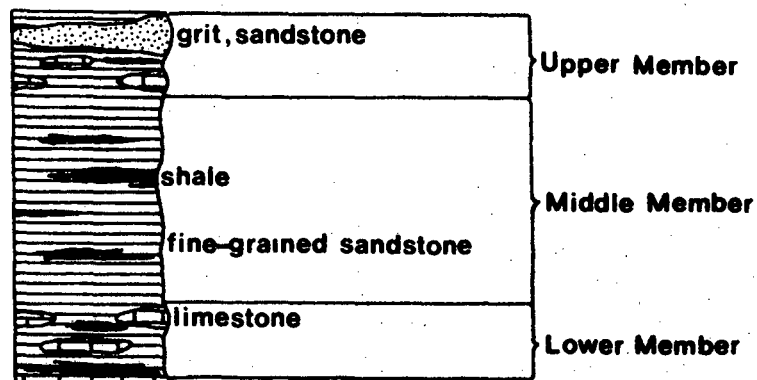 grit, sandstone
Upper Member
shale
Middle Member
fine-grained sandstone
limestone
Lower Member